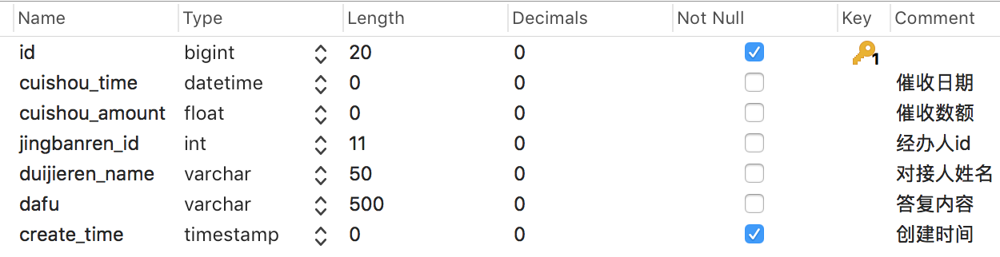 Name Type Length Decimals Not Null Key Comment
id bigint 20 0 1
cuishou_time datetime 0 0 催收日期
cuishou_amount float 0 0 催收数额
jingbanren_id int 11 0 经办人id
duijieren_name varchar 50 0 对接人姓名
dafu varchar 500 0 答复内容
create_time timestamp 0 0 创建时间